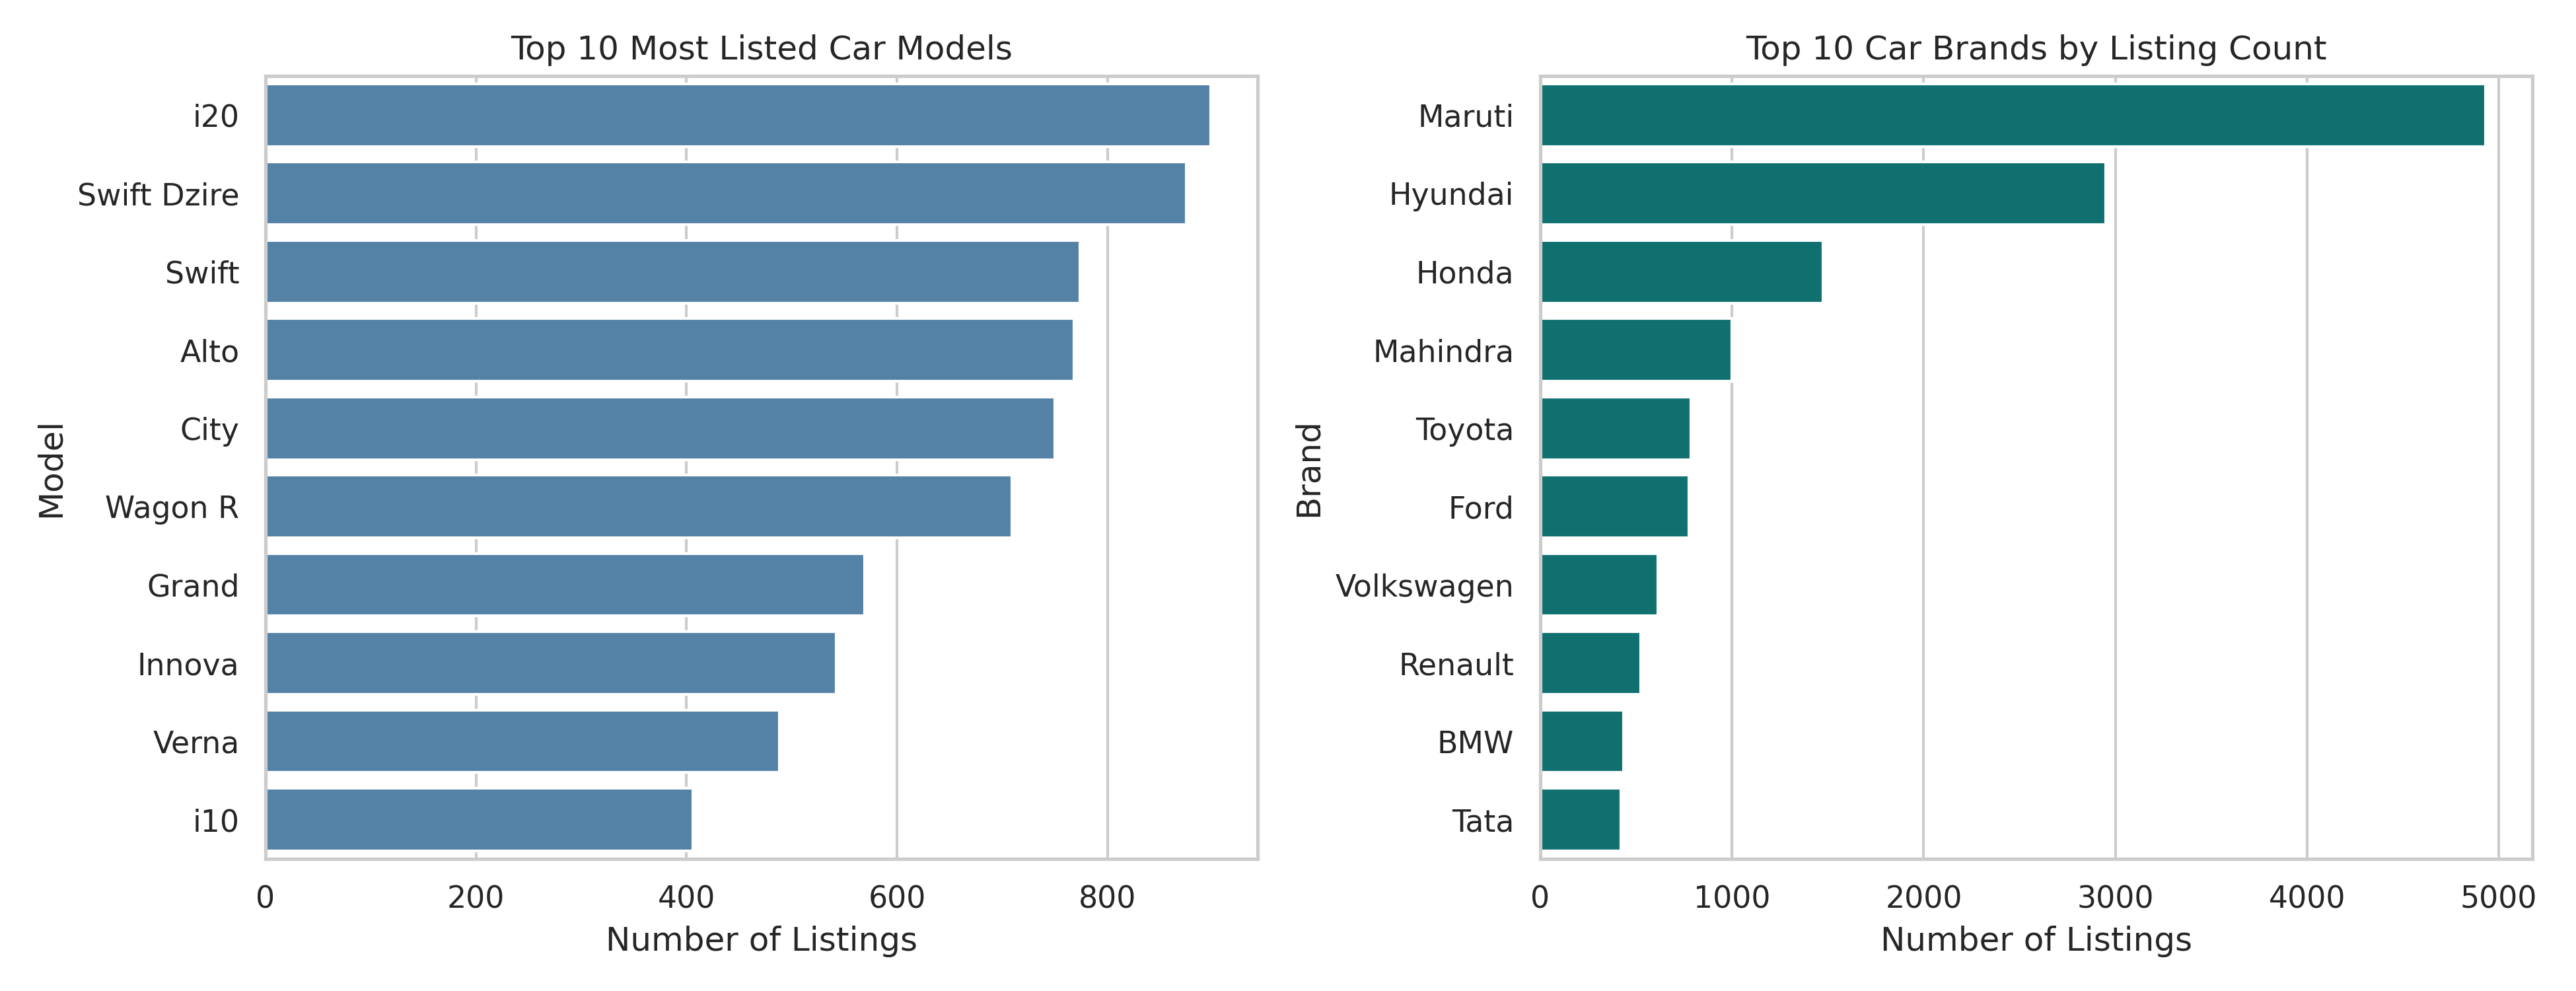 Top 10 Most Listed Car Models
Model
i20
Swift Dzire
Swift
Alto
City
Wagon R
Grand
Innova
Verna
i10
0 200 400 600 800
Number of Listings
Top 10 Car Brands by Listing Count
Brand
Maruti
Hyundai
Honda
Mahindra
Toyota
Ford
Volkswagen
Renault
BMW
Tata
0 1000 2000 3000 4000 5000
Number of Listings